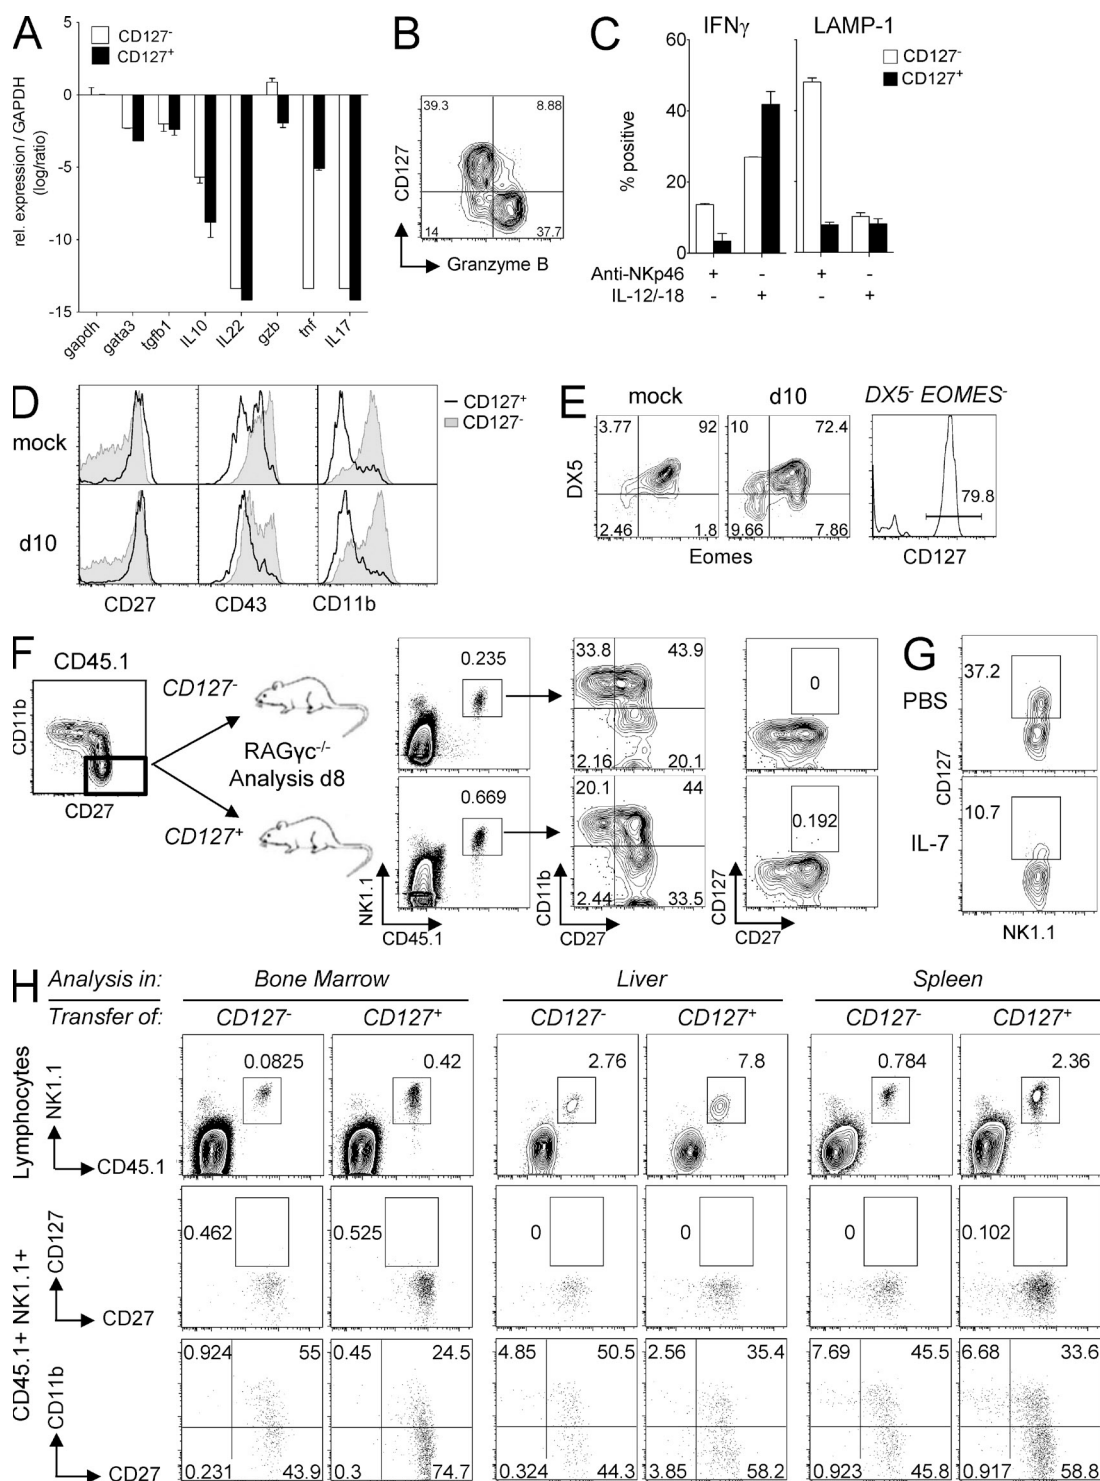 A
rel. expression / GAPDH
(log/ratio)
5
0
-5
-10
-15
CD127-
CD127+
gapdh
gata3
tgfb1
IL10
IL22
gzb
tnf
IL17
B
39.3
8.88
14
37.7
CD127
Granzyme B
C
IFNγ
LAMP-1
% positive
60
40
20
0
CD127-
CD127+
Anti-NKp46 + - + -
IL-12/-18 - + - +
D
mock
d10
CD127+
CD127-
CD27
CD43
CD11b
E
mock
d10
DX5- EOMES-
DX5
3.77
92
2.46
1.8
10
72.4
9.66
7.86
Eomes
79.8
CD127
F
CD45.1
CD11b
CD27
CD127-
RAGγc-/-
Analysis d8
CD127+
0.235
0.669
NK1.1
CD45.1
33.8
43.9
2.16
20.1
20.1
44
2.44
33.5
CD11b
CD27
0
0.192
CD127
CD27
G
PBS
37.2
CD127
IL-7
10.7
NK1.1
H
Analysis in:
Bone Marrow
Liver
Spleen
Transfer of:
CD127-
CD127+
CD127-
CD127+
CD127-
CD127+
Lymphocytes
NK1.1
CD45.1
0.0825
0.42
2.76
7.8
0.784
2.36
CD45.1+ NK1.1+
CD127
CD27
0.462
0.525
0
0
0
0.102
CD11b
CD27
0.924
55
0.45
24.5
4.85
50.5
2.56
35.4
7.69
45.5
6.68
33.6
0.231
43.9
0.3
74.7
0.324
44.3
3.85
58.2
0.923
45.8
0.917
58.8